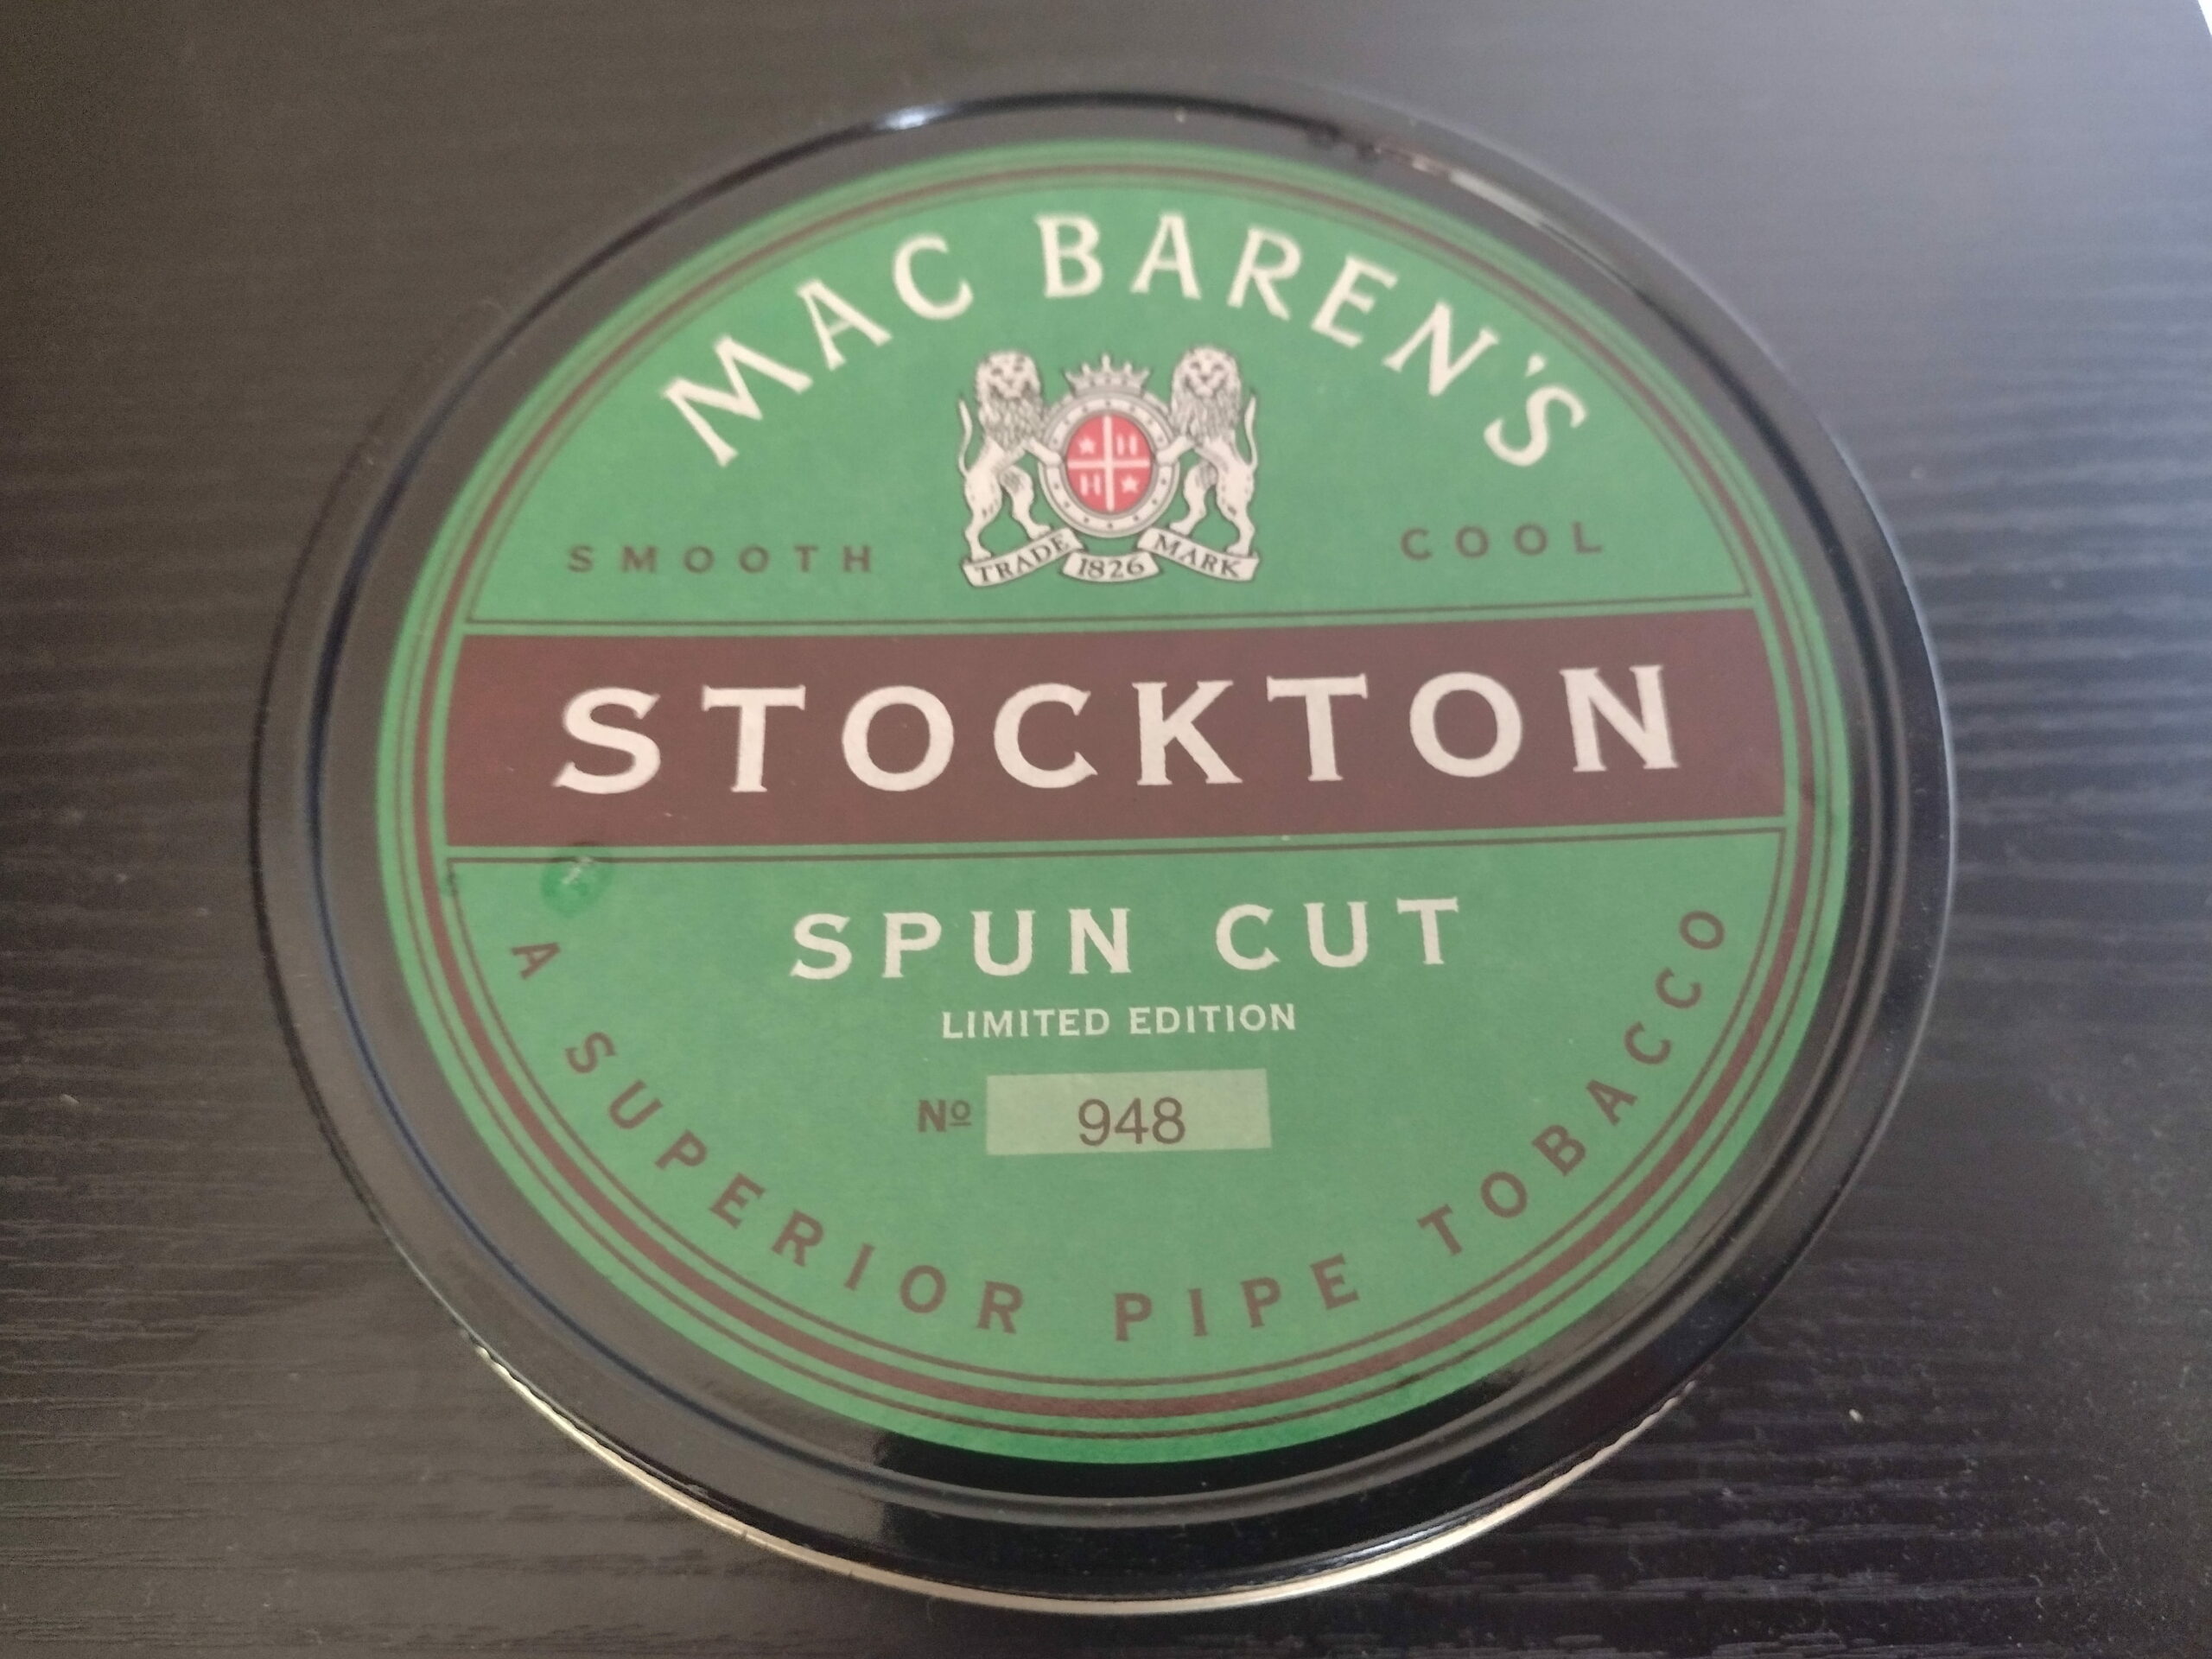 MAC BAREN'S
H
H
SMOOTH
COOL
TRADE 1826 MARK
STOCKTON
SPUN CUT
LIMITED EDITION
Nº 948
A SUPERIOR PIPE TOBACCO